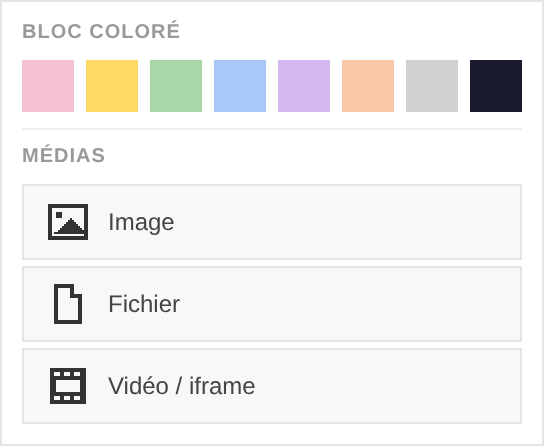 BLOC COLORÉ
MÉDIAS
Image
Fichier
Vidéo / iframe